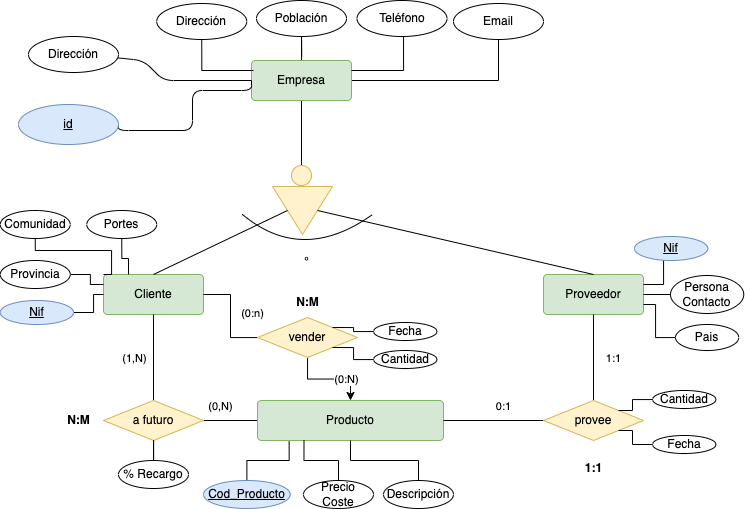 Dirección
Población
Teléfono
Email
Dirección
Empresa
id
Comunidad
Portes
Nif
Provincia
Persona
Contacto
Cliente
Proveedor
Nif
(0:n)
N:M
Fecha
vender
Pais
(1,N)
Cantidad
1:1
(0:N)
Cantidad
(0,N)
0:1
N:M
a futuro
Producto
provee
Fecha
% Recargo
1:1
Cod_Producto
Precio
Coste
Descripción